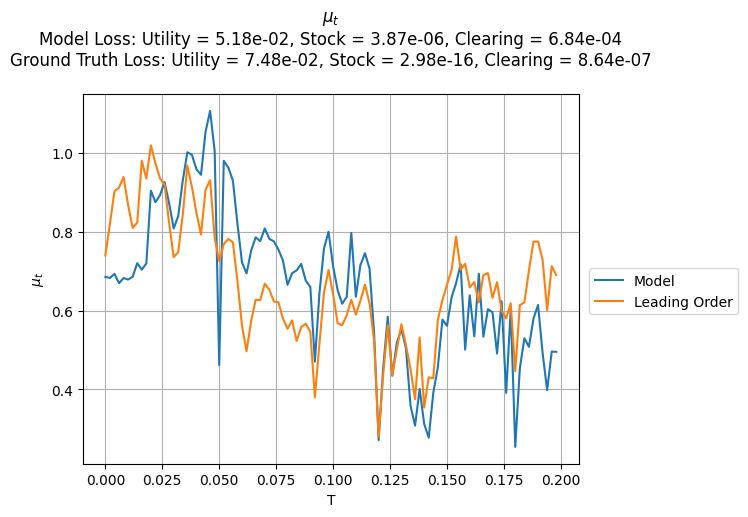 μ_t
Model Loss: Utility = 5.18e-02, Stock = 3.87e-06, Clearing = 6.84e-04
Ground Truth Loss: Utility = 7.48e-02, Stock = 2.98e-16, Clearing = 8.64e-07
1.0
0.8
0.6
0.4
μ_t
0.000 0.025 0.050 0.075 0.100 0.125 0.150 0.175 0.200
T
Model
Leading Order